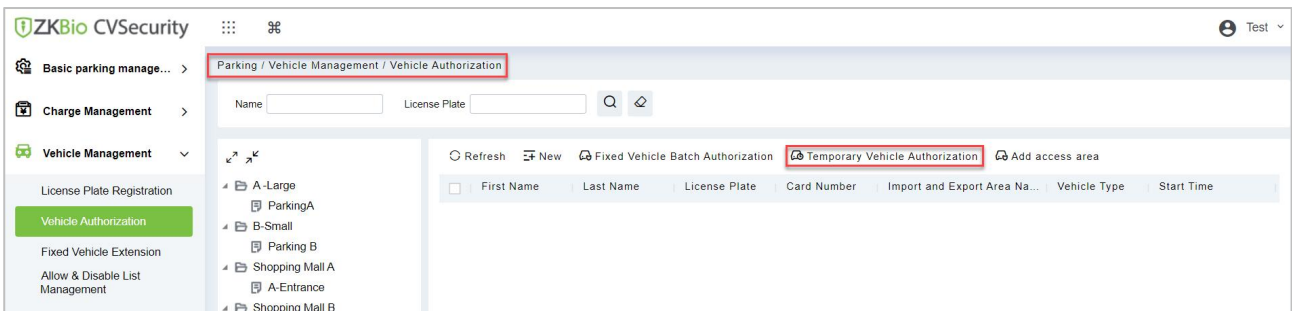 ZKBio CVSecurity
Test
Basic parking manage...
Parking / Vehicle Management / Vehicle Authorization
Charge Management
Name
License Plate
Vehicle Management
Refresh New Fixed Vehicle Batch Authorization Temporary Vehicle Authorization Add access area
License Plate Registration
Vehicle Authorization
Fixed Vehicle Extension
Allow & Disable List
Management
A -Large
ParkingA
B-Small
Parking B
Shopping Mall A
A-Entrance
Shopping Mall B
First Name Last Name License Plate Card Number Import and Export Area Na... Vehicle Type Start Time